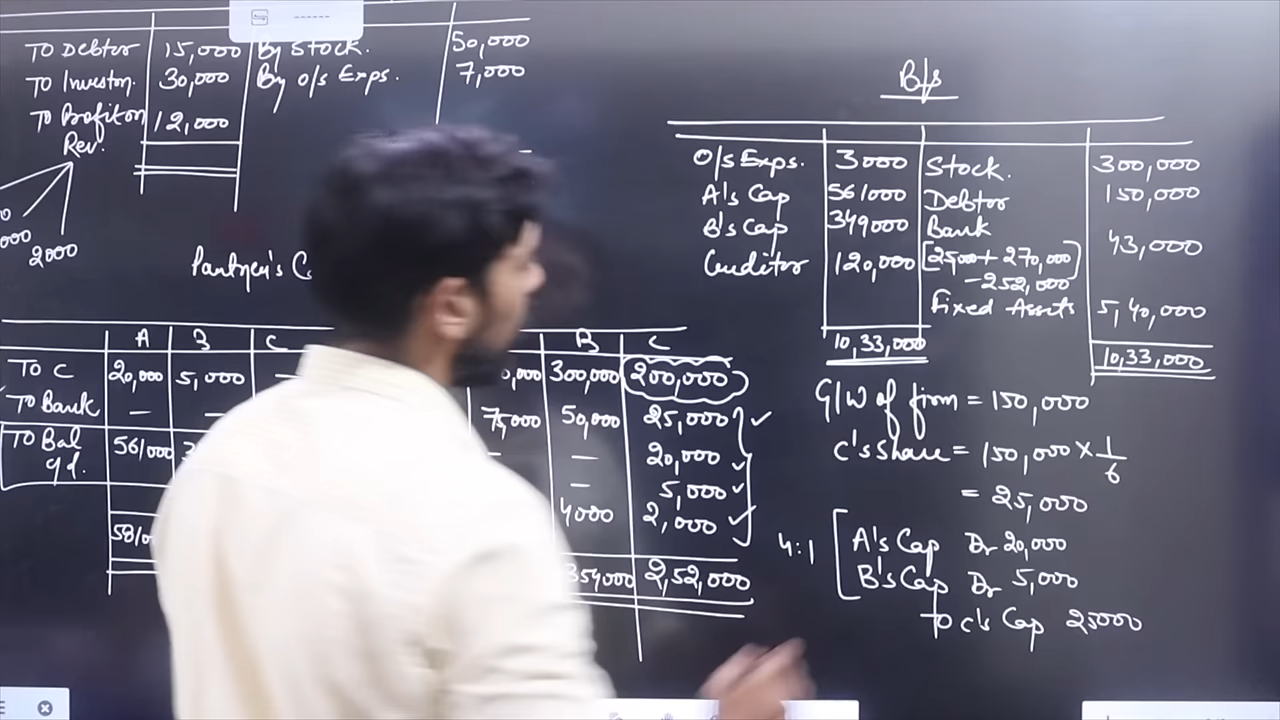 To Debtor 15,000 By Stock. 50,000
To Investm. 30,000 By o/s Exps. 7,000
To Profit on Rev. 12,000
2000
Partner's C
A B C
To C 20,000 5,000 —
To Bank — —
To Bal c/d. 561000
B C
300,000 200,000
75,000 50,000 25,000
— — 20,000
— 5,000
4000 2,000
354000 2,52,000
B/s
O/s Exps. 3000 Stock. 300,000
A's Cap 561000 Debtor 150,000
B's Cap 349000 Bank 43,000
Creditor 120,000 [25000 + 270,000
- 252,000]
Fixed Assets 5,40,000
10,33,000 10,33,000
G/W of firm = 150,000
C's Share = 150,000 × 1/6
= 25,000
4:1 [ A's Cap Dr 20,000
B's Cap Dr 5,000
To C's Cap 25000